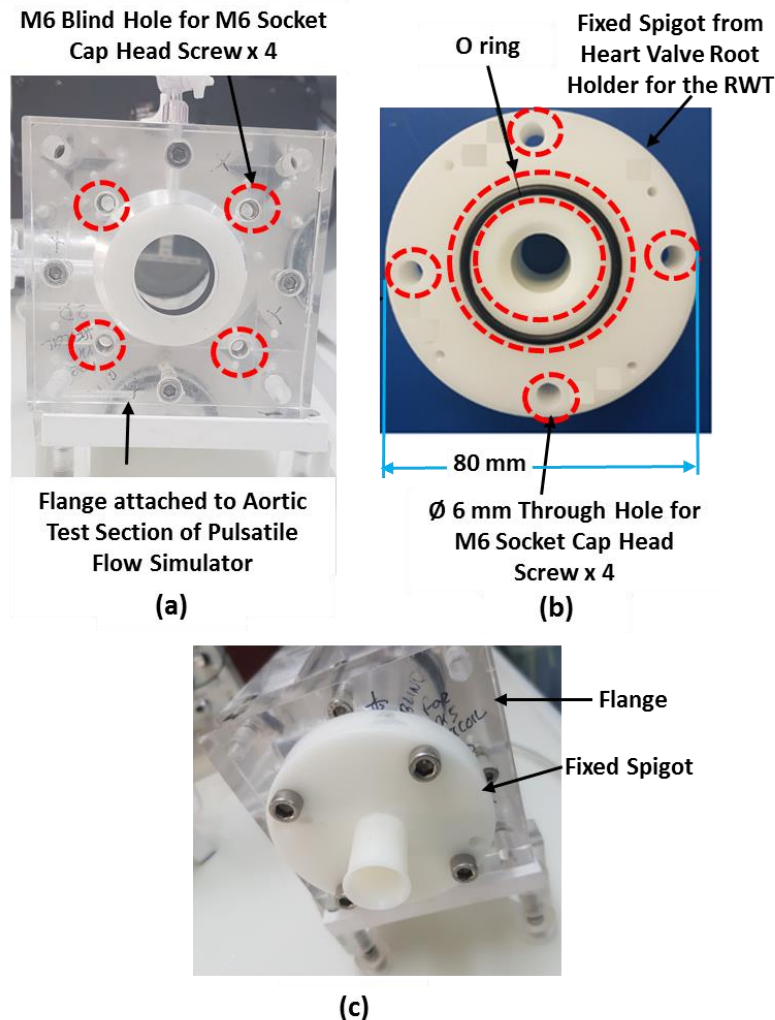 M6 Blind Hole for M6 Socket
Cap Head Screw x 4
Flange attached to Aortic
Test Section of Pulsatile
Flow Simulator
(a)
O ring
Fixed Spigot from
Heart Valve Root
Holder for the RWT
80 mm
Ø 6 mm Through Hole for
M6 Socket Cap Head
Screw x 4
(b)
Flange
Fixed Spigot
(c)